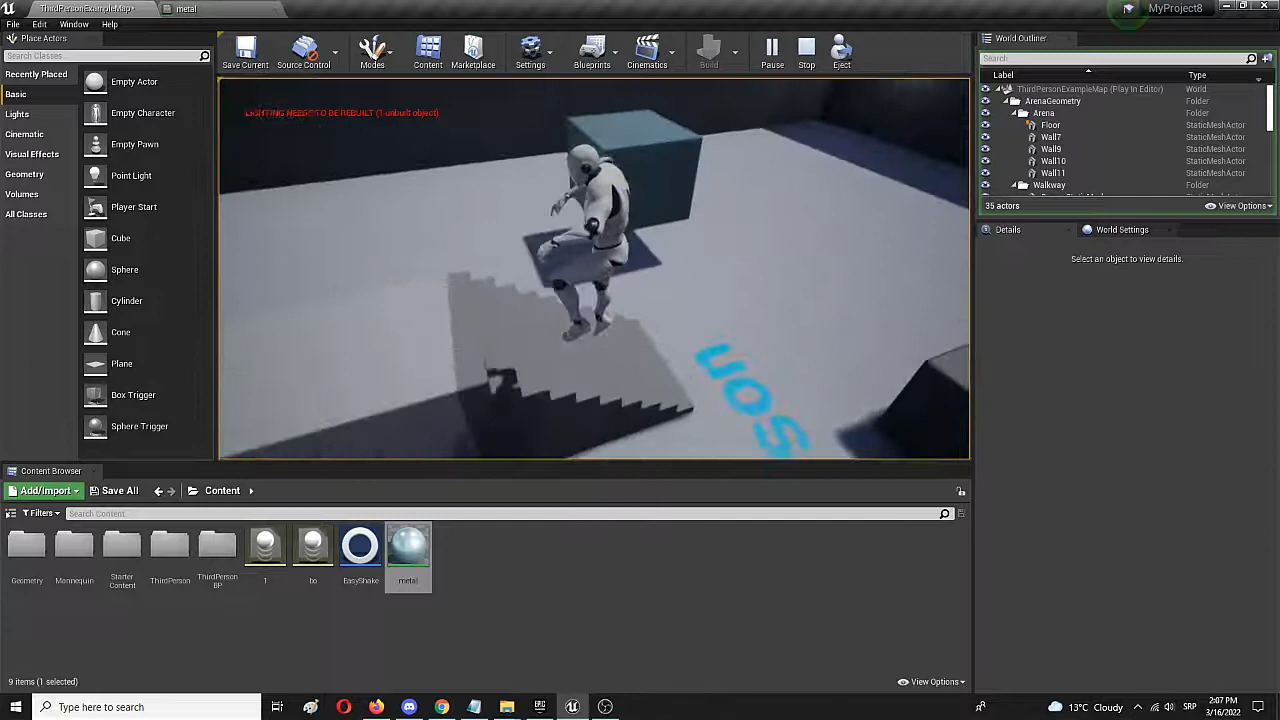 ThirdPersonExampleMap*
metal
MyProject8
File Edit Window Help
Place Actors
Search Classes
Recently Placed
Basic
Lights
Cinematic
Visual Effects
Geometry
Volumes
All Classes
Empty Actor
Empty Character
Empty Pawn
Point Light
Player Start
Cube
Sphere
Cylinder
Cone
Plane
Box Trigger
Sphere Trigger
Save Current Source Control Modes Content Marketplace Settings Blueprints Cinematics Build Pause Stop Eject
LIGHTING NEEDS TO BE REBUILT (1 unbuilt object)
World Outliner
Search
Label Type
ThirdPersonExampleMap (Play In Editor) World
ArenaGeometry Folder
Arena Folder
Floor StaticMeshActor
Wall7 StaticMeshActor
Wall9 StaticMeshActor
Wall10 StaticMeshActor
Wall11 StaticMeshActor
Walkway Folder
35 actors
View Options
Details
World Settings
Select an object to view details.
Content Browser
Add/Import Save All Content
Filters Search Content
Geometry
Mannequin
Starter Content
ThirdPerson
ThirdPerson BP
1
bo
EasyShake
metal
9 items (1 selected)
View Options
Type here to search
13°C Cloudy
SRP
2:07 PM
3/16/2022